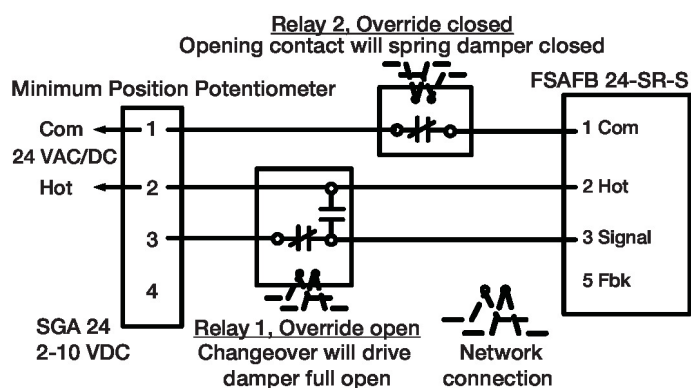 Relay 2, Override closed
Opening contact will spring damper closed
Minimum Position Potentiometer
FSAFB 24-SR-S
Com
1
1 Com
24 VAC/DC
Hot
2
2 Hot
3
3 Signal
4
5 Fbk
SGA 24
2-10 VDC
Relay 1, Override open
Changeover will drive
damper full open
Network
connection